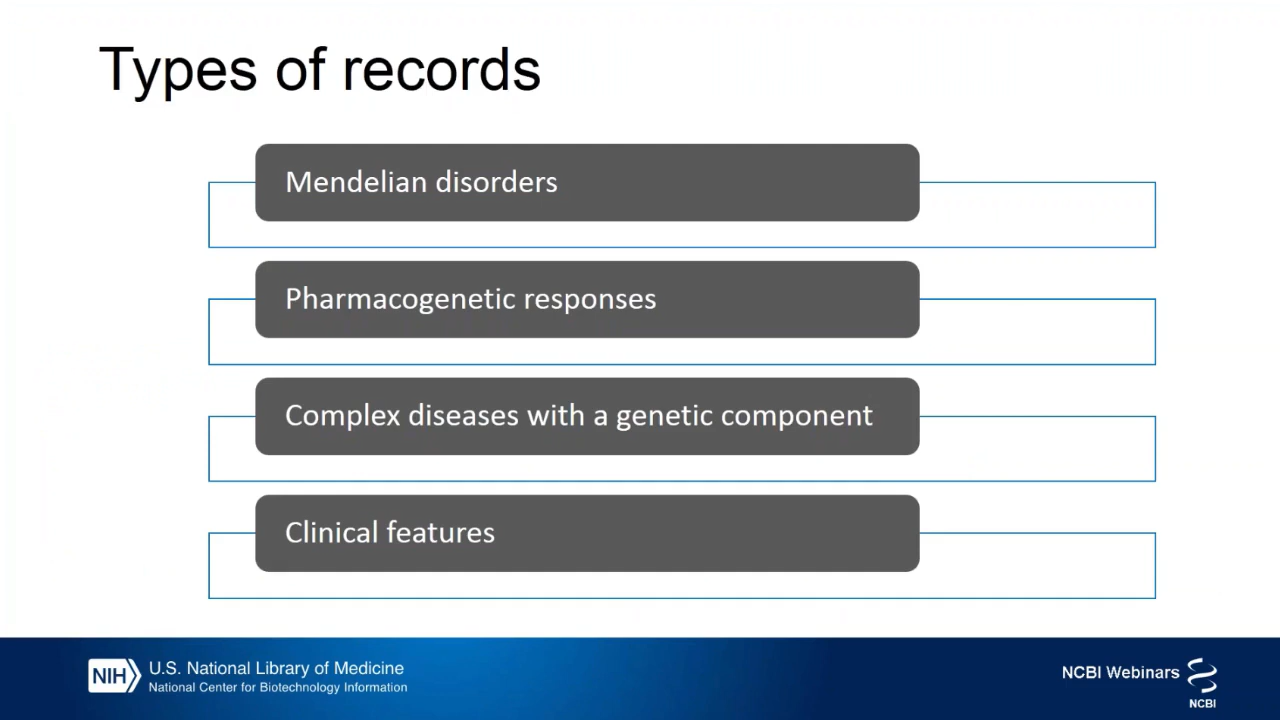 Types of records
Mendelian disorders
Pharmacogenetic responses
Complex diseases with a genetic component
Clinical features
NIH
U.S. National Library of Medicine
National Center for Biotechnology Information
NCBI Webinars
NCBI